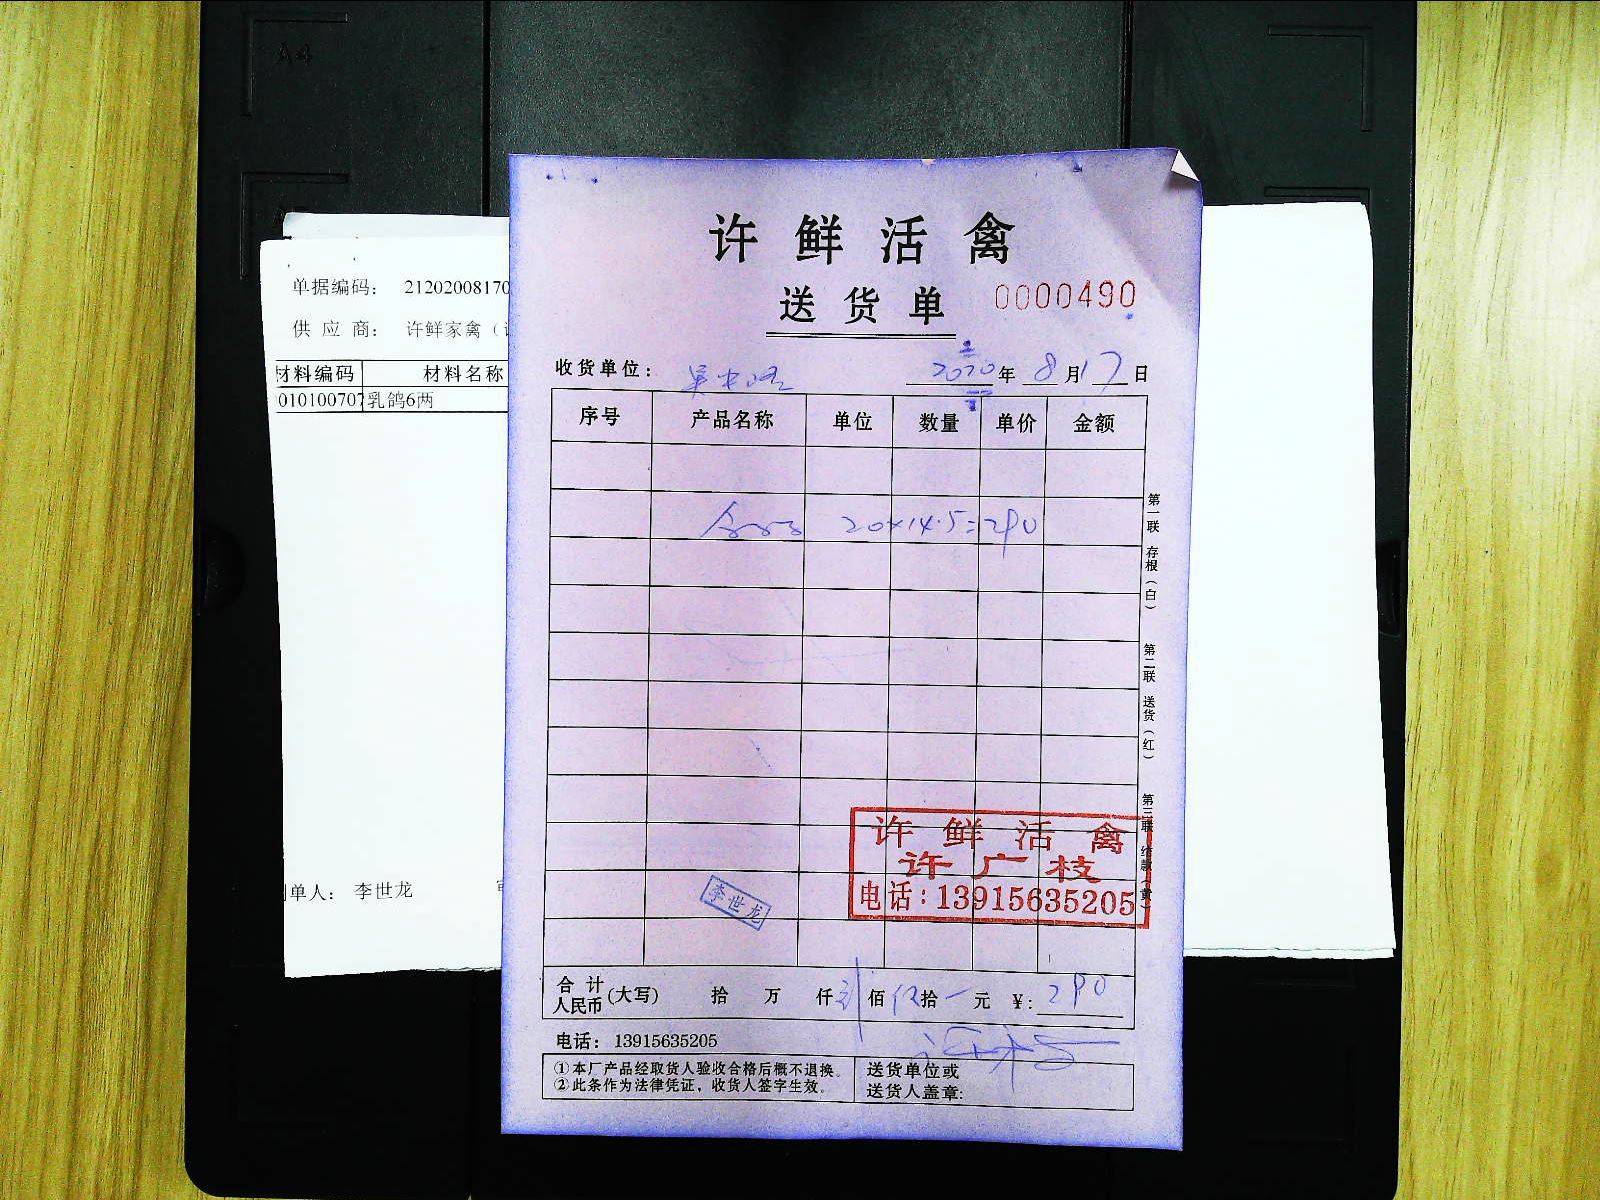 A4
单据编码： 21202008170
供 应 商： 许鲜家禽（
材料编码 材料名称
010100707 乳鸽6两
制单人： 李世龙
许鲜活禽
送货单 0000490
收货单位： 2020年 8月17日
序号 产品名称 单位 数量 单价 金额
20×14.5=290
第一联 存根（白）
第二联 送货（红）
第三联 结款（黄）
许鲜活禽
许广枝
电话：13915635205
李世龙
合计人民币(大写) 拾 万 仟 佰 拾 元 ¥: 290
电话： 13915635205
①本厂产品经取货人验收合格后概不退换。
②此条作为法律凭证，收货人签字生效。
送货单位或
送货人盖章: